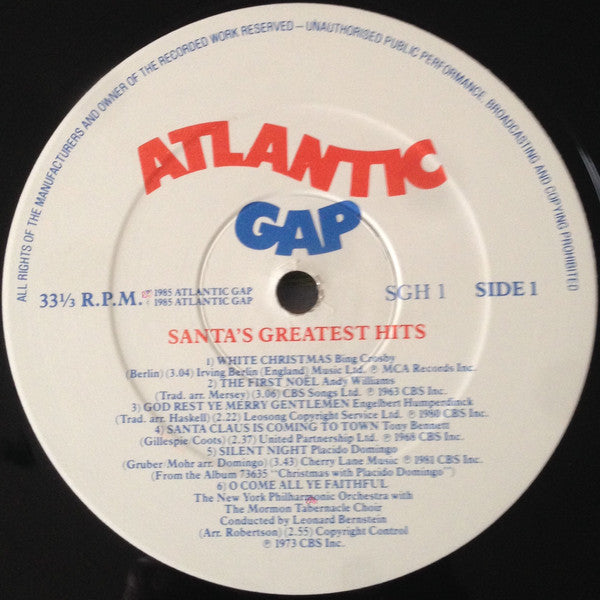 ALL RIGHTS OF THE MANUFACTURERS AND OWNER OF THE RECORDED WORK RESERVED – UNAUTHORISED PUBLIC PERFORMANCE, BROADCASTING AND COPYING PROHIBITED
ATLANTIC
GAP
33⅓ R.P.M.
℗ 1985 ATLANTIC GAP
© 1985 ATLANTIC GAP
SGH 1
SIDE 1
SANTA'S GREATEST HITS
1) WHITE CHRISTMAS Bing Crosby
(Berlin) (3.04) Irving Berlin (England) Music Ltd. ℗ MCA Records Inc.
2) THE FIRST NOËL Andy Williams
(Trad. arr. Mersey) (3.06) CBS Songs Ltd. ℗ 1963 CBS Inc.
3) GOD REST YE MERRY GENTLEMEN Engelbert Humperdinck
(Trad. arr. Haskell) (2.22) Leosong Copyright Service Ltd. ℗ 1980 CBS Inc.
4) SANTA CLAUS IS COMING TO TOWN Tony Bennett
(Gillespie/Coots) (2.37) United Partnership Ltd. ℗ 1968 CBS Inc.
5) SILENT NIGHT Placido Domingo
(Gruber/Mohr arr. Domingo) (3.43) Cherry Lane Music ℗ 1981 CBS Inc.
(From the Album 73635 "Christmas with Placido Domingo")
6) O COME ALL YE FAITHFUL
The New York Philharmonic Orchestra with
The Mormon Tabernacle Choir
Conducted by Leonard Bernstein
(Arr. Robertson) (2.55) Copyright Control
℗ 1973 CBS Inc.